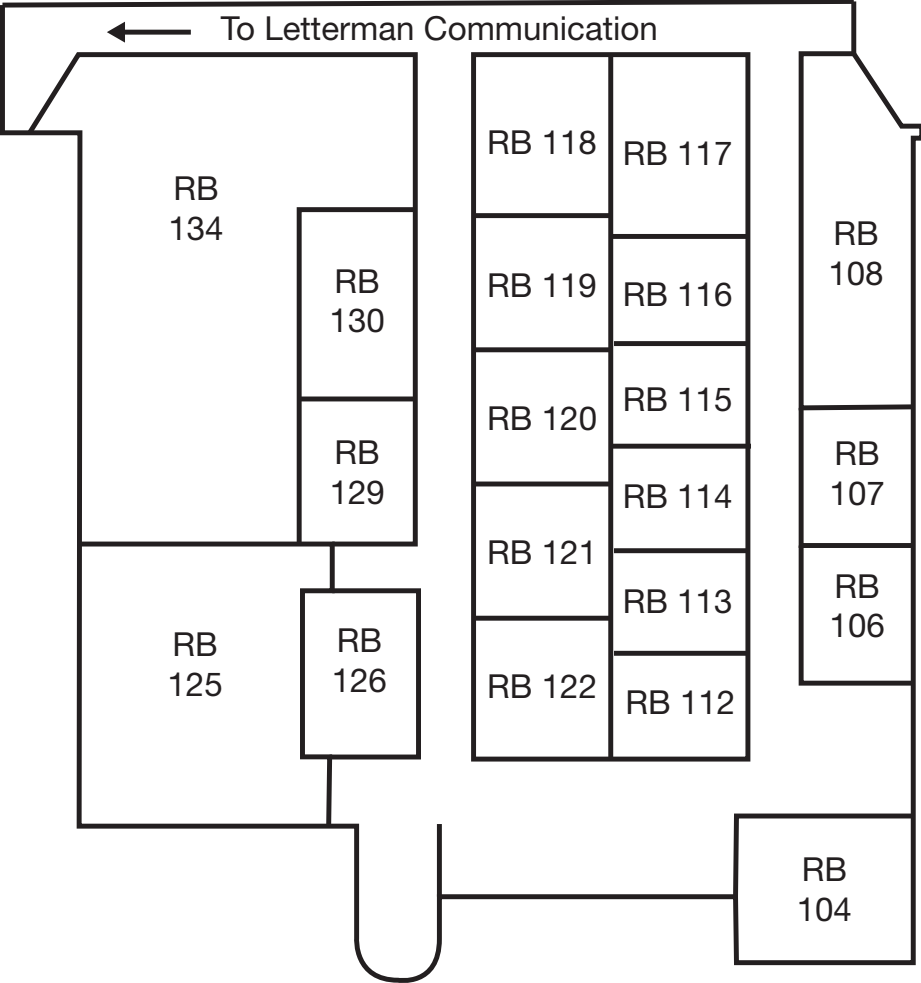 To Letterman Communication
RB
134
RB
130
RB
129
RB
125
RB
126
RB 118
RB 119
RB 120
RB 121
RB 122
RB 117
RB 116
RB 115
RB 114
RB 113
RB 112
RB
108
RB
107
RB
106
RB
104